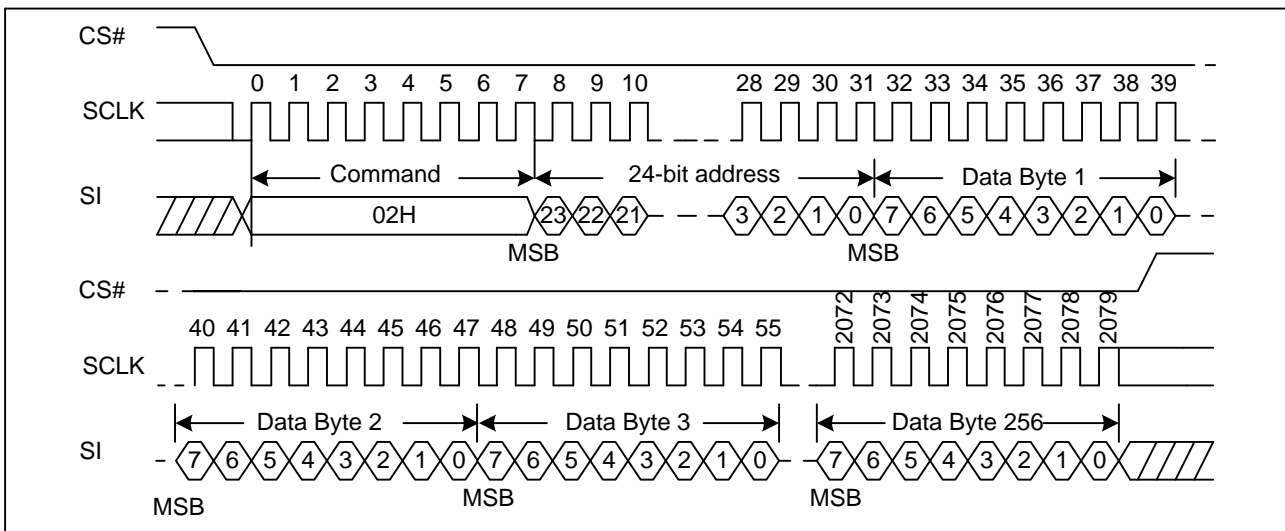 CS#
0 1 2 3 4 5 6 7 8 9 10 28 29 30 31 32 33 34 35 36 37 38 39
SCLK
Command 24-bit address Data Byte 1
SI
02H 23 22 21 3 2 1 0 7 6 5 4 3 2 1 0
MSB MSB
CS#
40 41 42 43 44 45 46 47 48 49 50 51 52 53 54 55 2072 2073 2074 2075 2076 2077 2078 2079
SCLK
Data Byte 2 Data Byte 3 Data Byte 256
SI
7 6 5 4 3 2 1 0 7 6 5 4 3 2 1 0 7 6 5 4 3 2 1 0
MSB MSB MSB